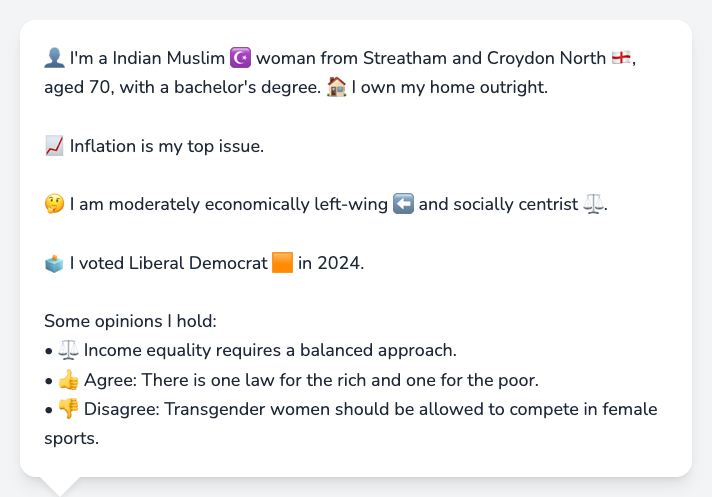 👤 I'm a Indian Muslim ☪️ woman from Streatham and Croydon North 🏴󠁧󠁢󠁥󠁮󠁧󠁿,
aged 70, with a bachelor's degree. 🏠 I own my home outright.
📈 Inflation is my top issue.
🤔 I am moderately economically left-wing ⬅️ and socially centrist ⚖️.
🗳️ I voted Liberal Democrat 🟧 in 2024.
Some opinions I hold:
• ⚖️ Income equality requires a balanced approach.
• 👍 Agree: There is one law for the rich and one for the poor.
• 👎 Disagree: Transgender women should be allowed to compete in female
sports.